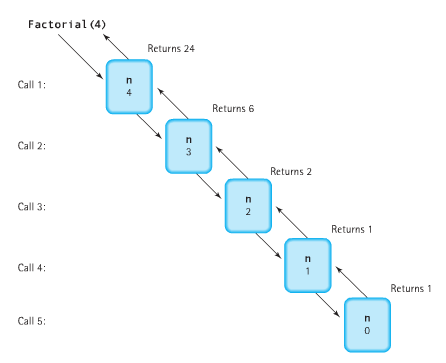 Factorial(4)
Returns 24
Call 1:
n
4
Returns 6
Call 2:
n
3
Returns 2
Call 3:
n
2
Returns 1
Call 4:
n
1
Returns 1
Call 5:
n
0